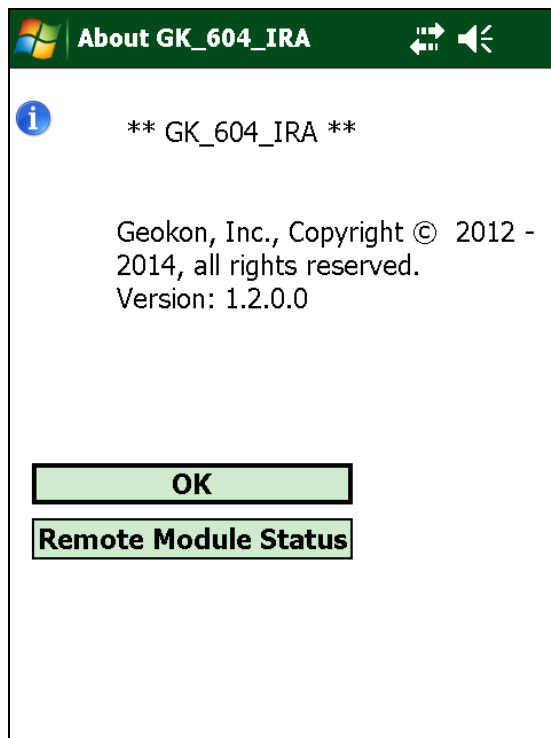 About GK_604_IRA
** GK_604_IRA **
Geokon, Inc., Copyright © 2012 -
2014, all rights reserved.
Version: 1.2.0.0
OK
Remote Module Status